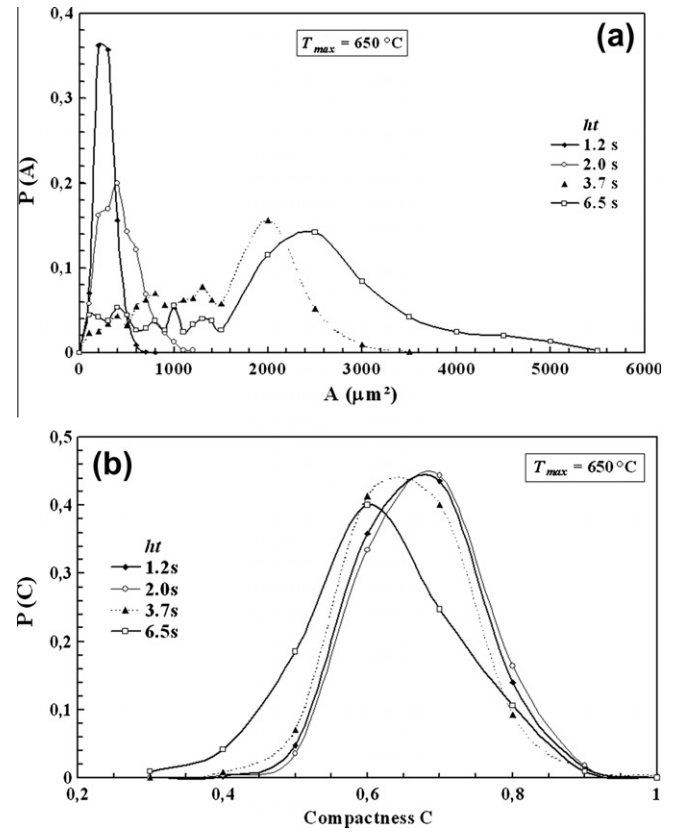 0,4
(a)
T_max = 650 °C
0,3
ht
1.2 s
2.0 s
3.7 s
6.5 s
P (A)
0,2
0,1
0
0 1000 2000 3000 4000 5000 6000
A (µm²)
0,5
(b)
T_max = 650 °C
0,4
ht
1.2s
2.0s
3.7s
6.5s
0,3
P (C)
0,2
0,1
0
0,2 0,4 0,6 0,8 1
Compactness C